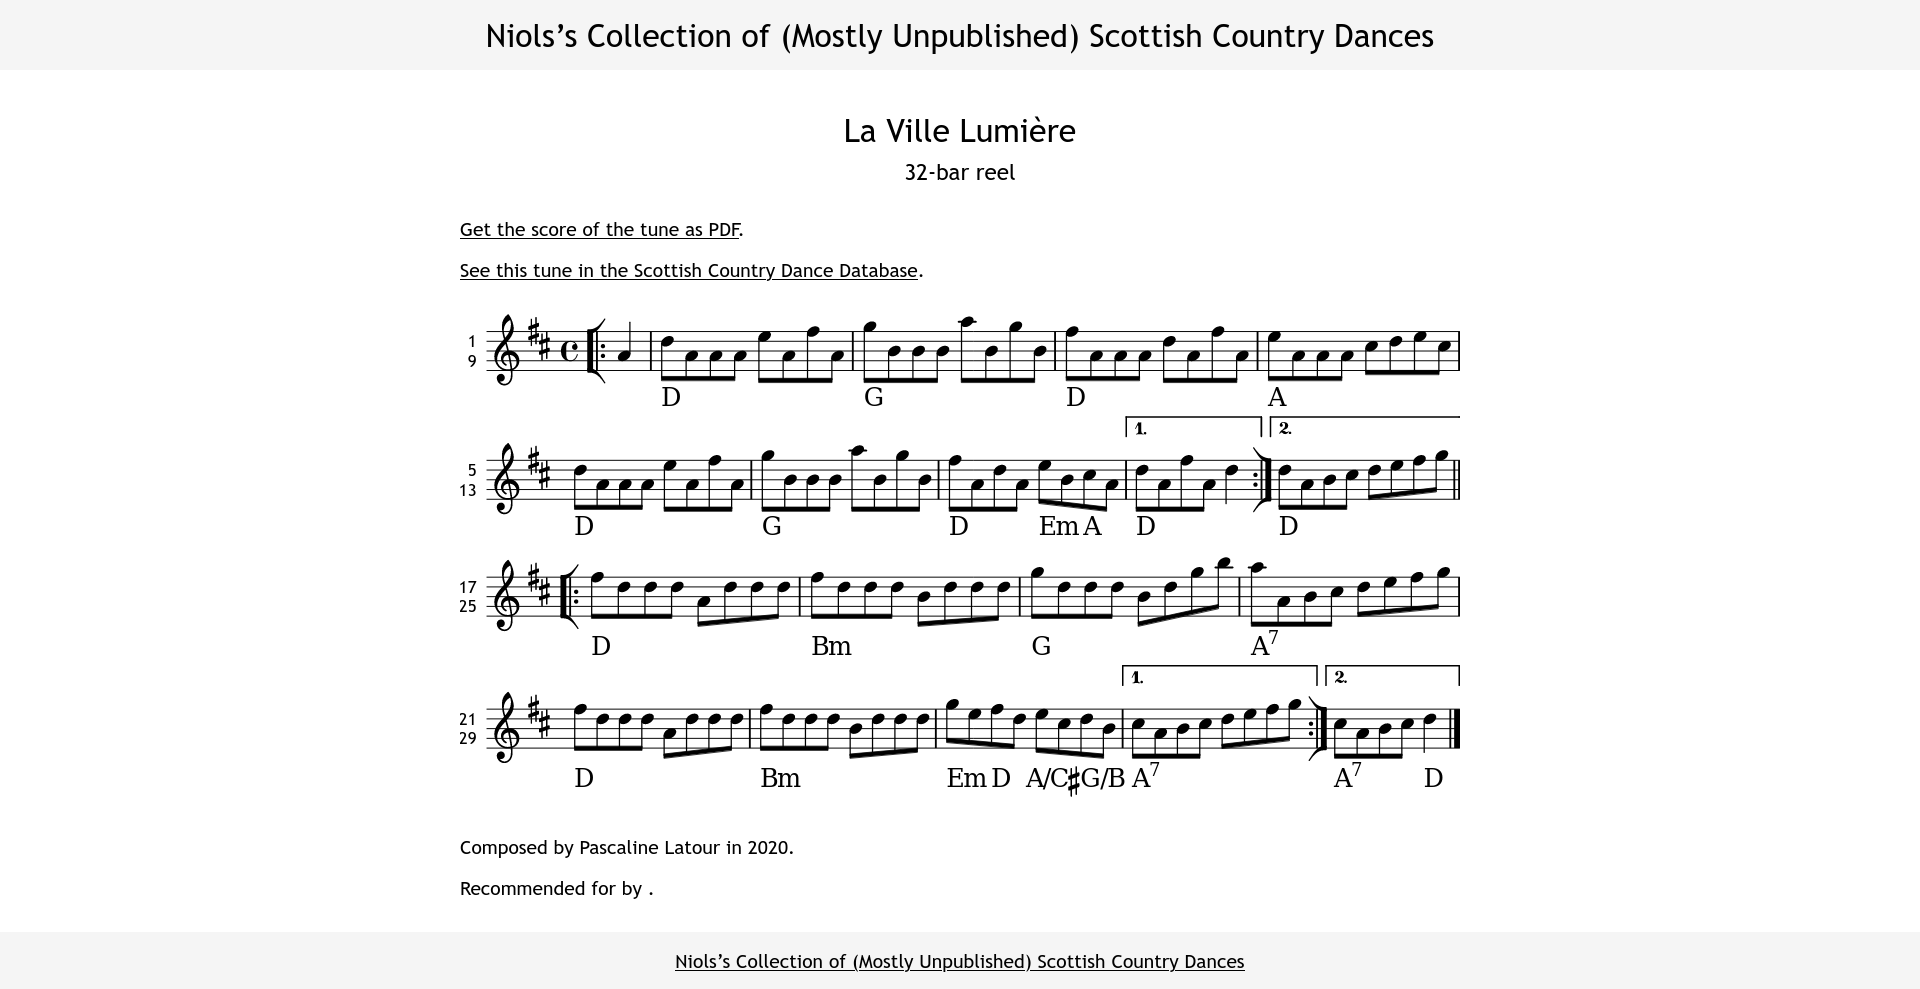 Niols’s Collection of (Mostly Unpublished) Scottish Country Dances
La Ville Lumière
32-bar reel
Get the score of the tune as PDF.
See this tune in the Scottish Country Dance Database.
1
9
D G D A
1. 2.
5
13
D G D Em A D D
17
25
D Bm G A7
1. 2.
21
29
D Bm Em D A/C♯ G/B A7 A7 D
Composed by Pascaline Latour in 2020.
Recommended for by .
Niols’s Collection of (Mostly Unpublished) Scottish Country Dances